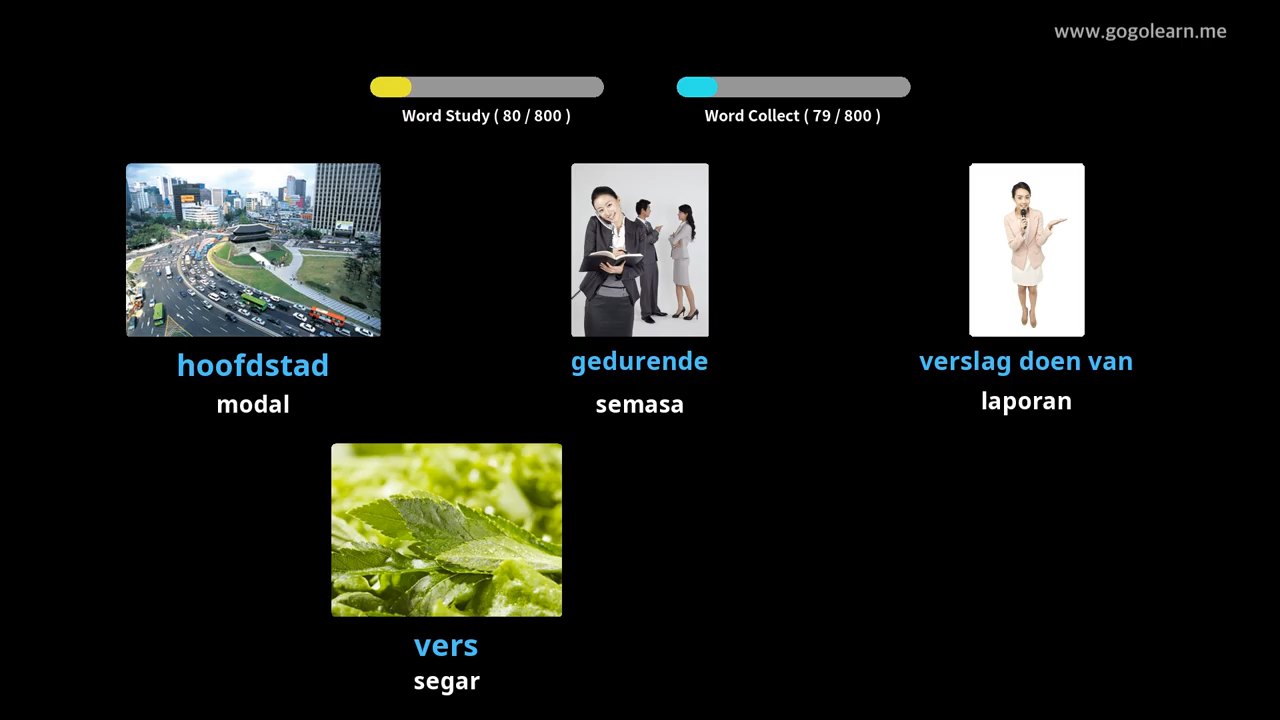 www.gogolearn.me
Word Study ( 80 / 800 )
Word Collect ( 79 / 800 )
hoofdstad
modal
gedurende
semasa
verslag doen van
laporan
vers
segar